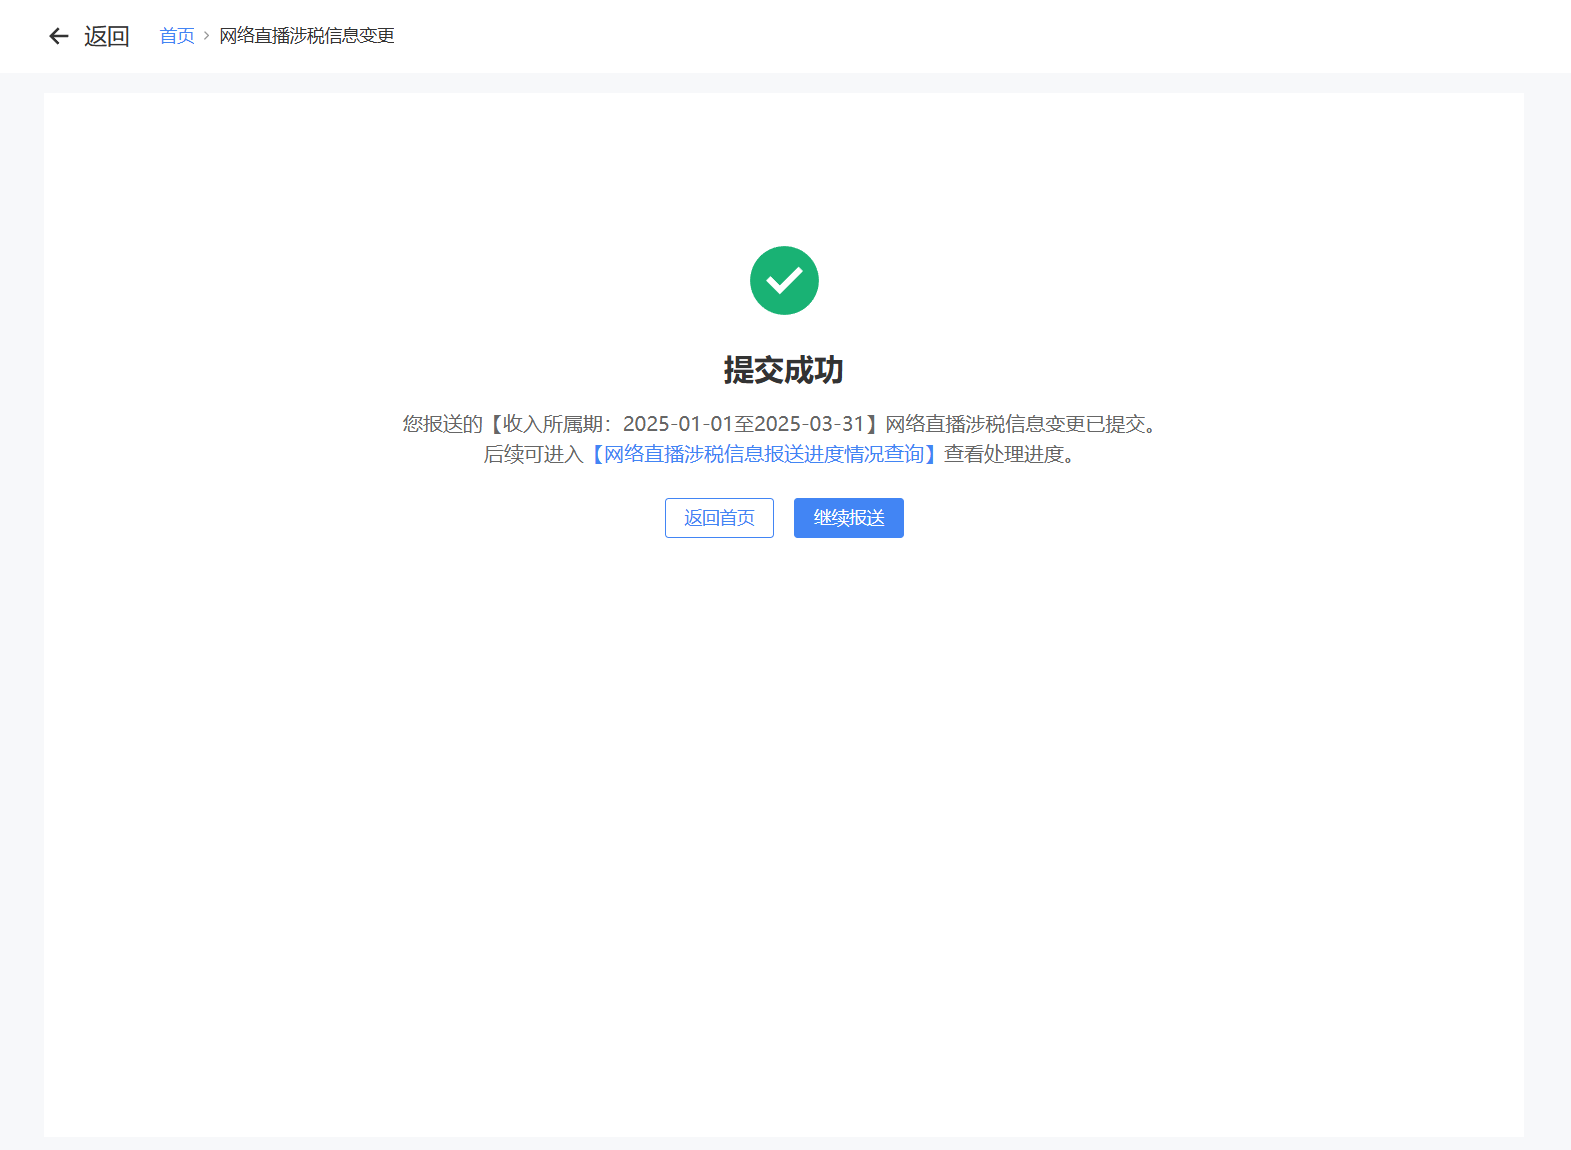 返回 首页 > 网络直播涉税信息变更
提交成功
您报送的【收入所属期：2025-01-01至2025-03-31】网络直播涉税信息变更已提交。
后续可进入【网络直播涉税信息报送进度情况查询】查看处理进度。
返回首页 继续报送